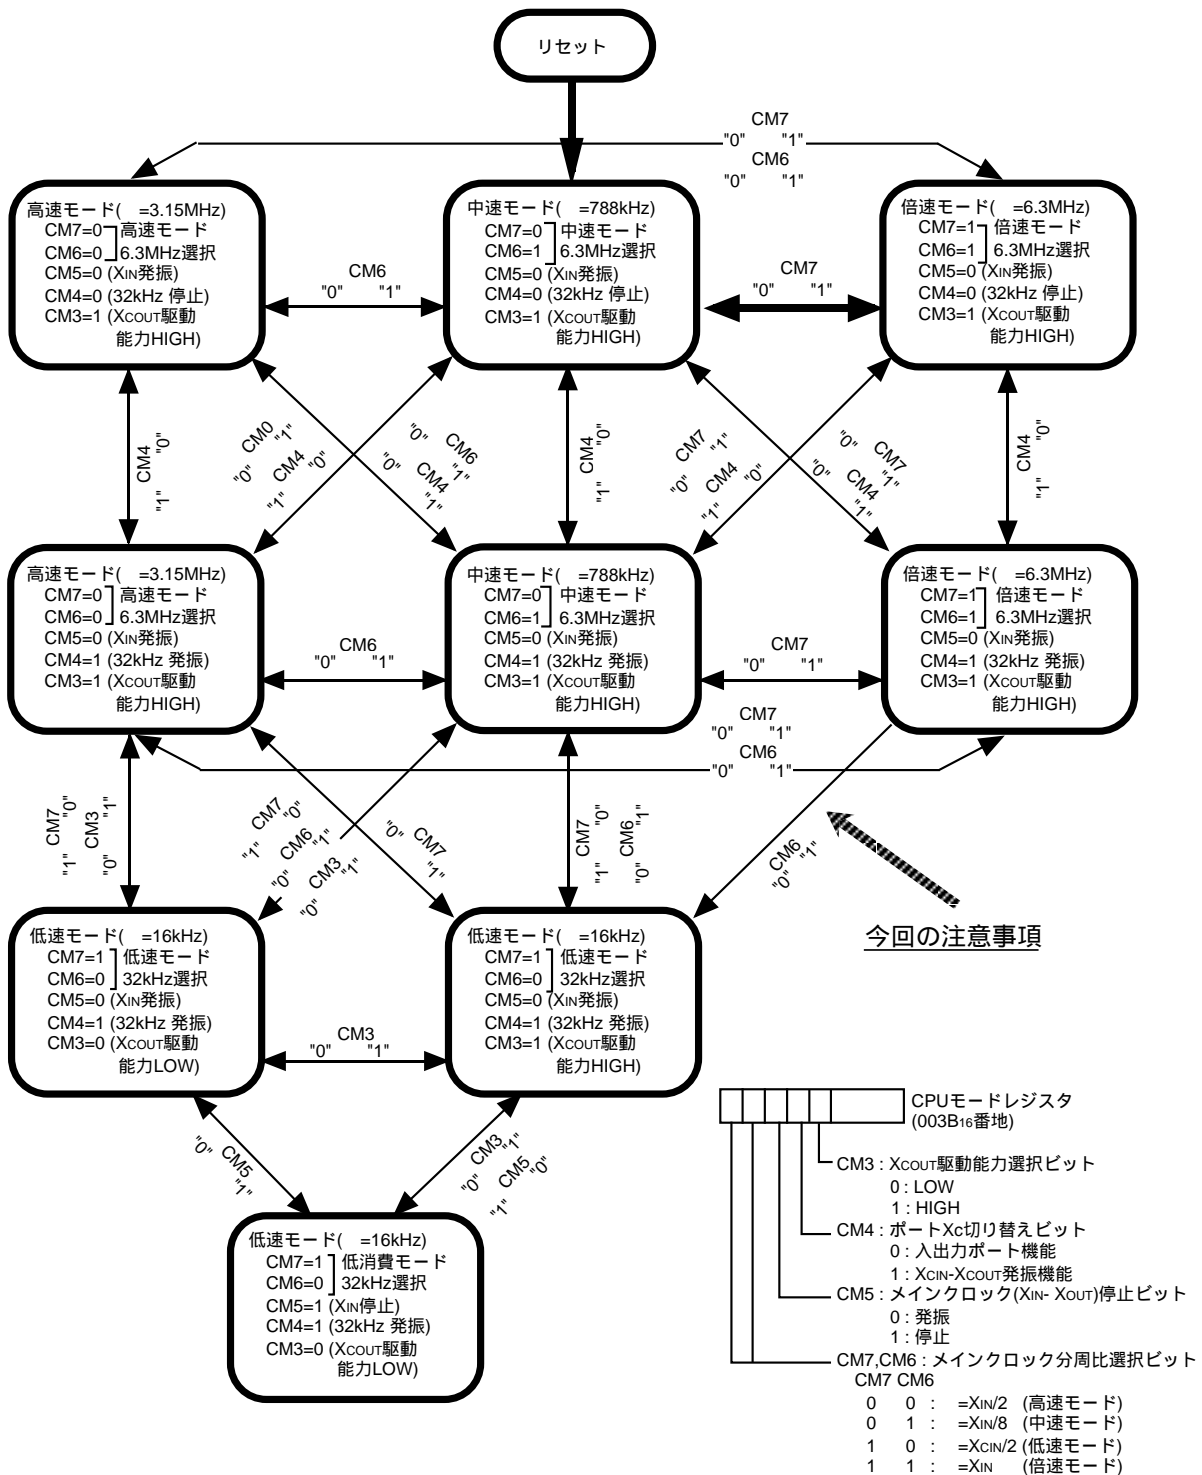 リセット
CM7
"0" "1"
CM6
"0" "1"
高速モード( =3.15MHz)
CM7=0 高速モード
CM6=0 6.3MHz選択
CM5=0 (XIN発振)
CM4=0 (32kHz 停止)
CM3=1 (XCOUT駆動
能力HIGH)
CM6
"0" "1"
中速モード( =788kHz)
CM7=0 中速モード
CM6=1 6.3MHz選択
CM5=0 (XIN発振)
CM4=0 (32kHz 停止)
CM3=1 (XCOUT駆動
能力HIGH)
CM7
"0" "1"
倍速モード( =6.3MHz)
CM7=1 倍速モード
CM6=1 6.3MHz選択
CM5=0 (XIN発振)
CM4=0 (32kHz 停止)
CM3=1 (XCOUT駆動
能力HIGH)
CM4
"1" "0"
CM0
"0" "1"
CM4
"1" "0"
CM6
"0" "1"
CM4
"0" "1"
CM4
"1" "0"
CM7
"0" "1"
CM4
"1" "0"
CM7
"0" "1"
CM4
"0" "1"
CM4
"1" "0"
高速モード( =3.15MHz)
CM7=0 高速モード
CM6=0 6.3MHz選択
CM5=0 (XIN発振)
CM4=1 (32kHz 発振)
CM3=1 (XCOUT駆動
能力HIGH)
CM6
"0" "1"
中速モード( =788kHz)
CM7=0 中速モード
CM6=1 6.3MHz選択
CM5=0 (XIN発振)
CM4=1 (32kHz 発振)
CM3=1 (XCOUT駆動
能力HIGH)
CM7
"0" "1"
倍速モード( =6.3MHz)
CM7=1 倍速モード
CM6=1 6.3MHz選択
CM5=0 (XIN発振)
CM4=1 (32kHz 発振)
CM3=1 (XCOUT駆動
能力HIGH)
CM7
"0" "1"
CM6
"0" "1"
CM7
"1" "0"
CM3
"0" "1"
CM7
"1" "0"
CM6
"0" "1"
CM3
"0" "1"
CM7
"0" "1"
CM7
"1" "0"
CM6
"0" "1"
CM6
"0" "1"
今回の注意事項
低速モード( =16kHz)
CM7=1 低速モード
CM6=0 32kHz選択
CM5=0 (XIN発振)
CM4=1 (32kHz 発振)
CM3=0 (XCOUT駆動
能力LOW)
CM3
"0" "1"
低速モード( =16kHz)
CM7=1 低速モード
CM6=0 32kHz選択
CM5=0 (XIN発振)
CM4=1 (32kHz 発振)
CM3=1 (XCOUT駆動
能力HIGH)
CM5
"0" "1"
CM3
"0" "1"
CM5
"1" "0"
低速モード( =16kHz)
CM7=1 低消費モード
CM6=0 32kHz選択
CM5=1 (XIN停止)
CM4=1 (32kHz 発振)
CM3=0 (XCOUT駆動
能力LOW)
CPUモードレジスタ
(003B16番地)
CM3 : XCOUT駆動能力選択ビット
0 : LOW
1 : HIGH
CM4 : ポートXc切り替えビット
0 : 入出力ポート機能
1 : XCIN-XCOUT発振機能
CM5 : メインクロック(XIN- XOUT)停止ビット
0 : 発振
1 : 停止
CM7,CM6 : メインクロック分周比選択ビット
CM7 CM6
0 0 : =XIN/2 (高速モード)
0 1 : =XIN/8 (中速モード)
1 0 : =XCIN/2 (低速モード)
1 1 : =XIN (倍速モード)